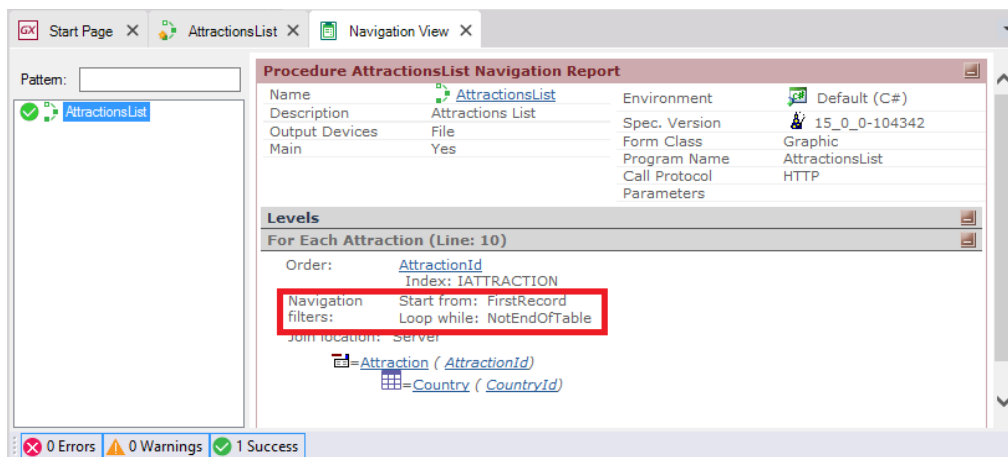 GX Start Page X AttractionsList X Navigation View X
Pattern:
AttractionsList
Procedure AttractionsList Navigation Report
Name AttractionsList
Description Attractions List
Output Devices File
Main Yes
Environment Default (C#)
Spec. Version 15_0_0-104342
Form Class Graphic
Program Name AttractionsList
Call Protocol HTTP
Parameters
Levels
For Each Attraction (Line: 10)
Order: AttractionId
Index: IATTRACTION
Navigation Start from: FirstRecord
filters: Loop while: NotEndOfTable
Join location: Server
=Attraction ( AttractionId)
=Country ( CountryId)
0 Errors 0 Warnings 1 Success